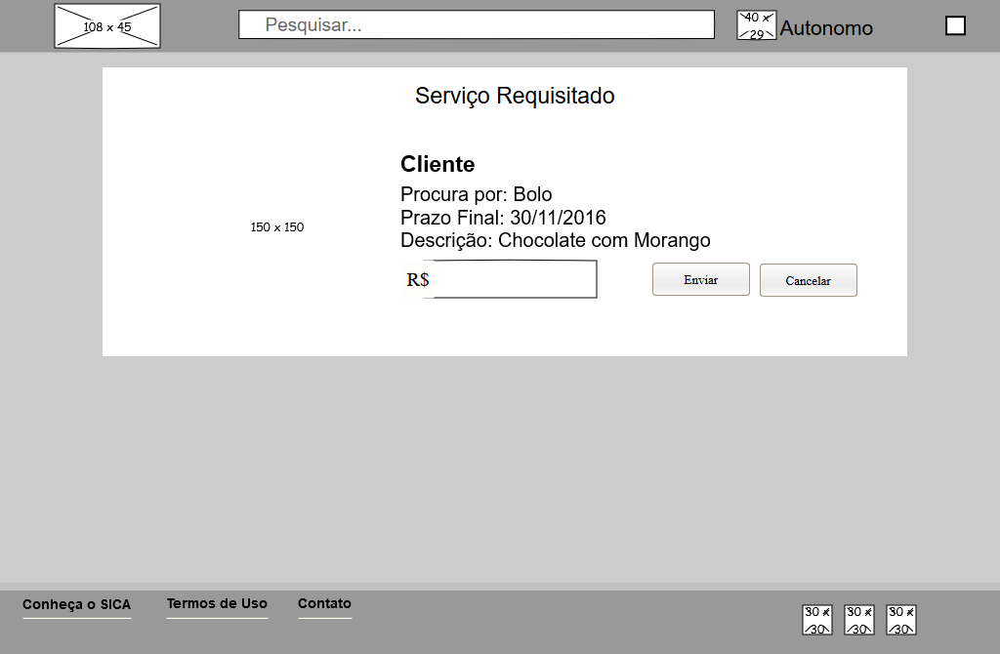 108 x 45
Pesquisar...
40 x
29
Autonomo
Serviço Requisitado
150 x 150
Cliente
Procura por: Bolo
Prazo Final: 30/11/2016
Descrição: Chocolate com Morango
R$
Enviar
Cancelar
Conheça o SICA
Termos de Uso
Contato
30 x
30
30 x
30
30 x
30